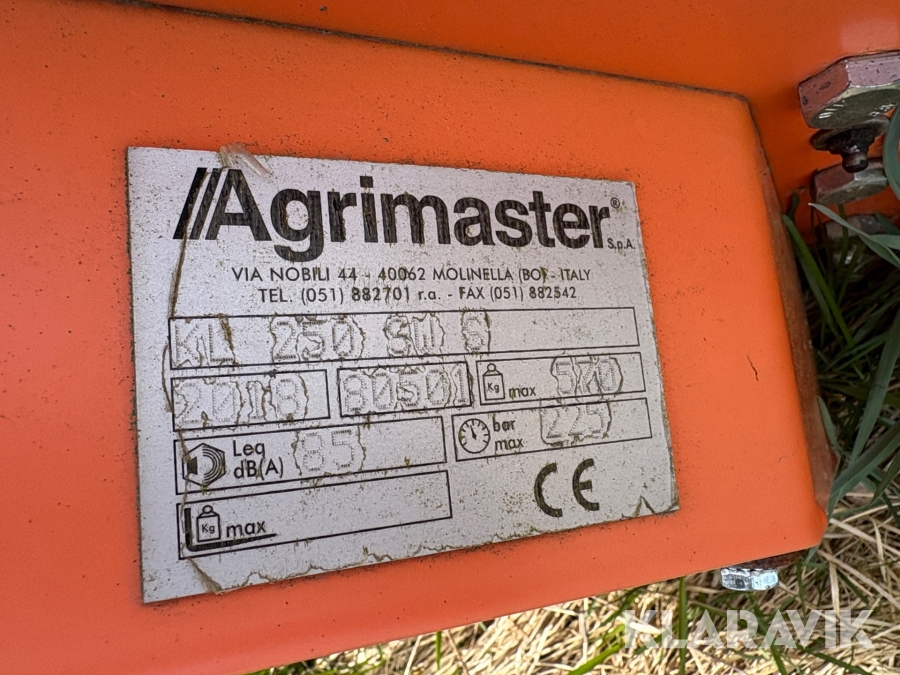 Agrimaster® S.p.A.
VIA NOBILI 44 - 40062 MOLINELLA (BO) - ITALY
TEL. (051) 882701 r.a. - FAX (051) 882542
KL 250 SW S
2018 80501 Kg max 570
Leq dB(A) 85 bar max 225
Kg max CE
KLARAVIK